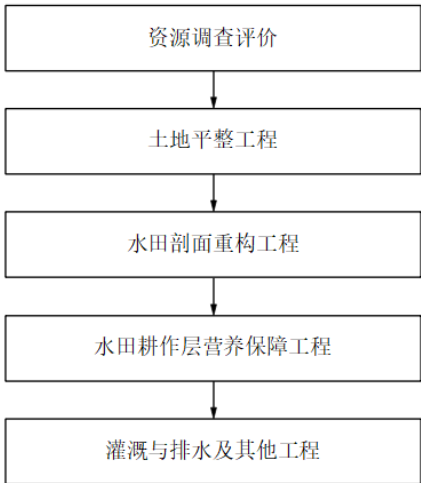 资源调查评价
土地平整工程
水田剖面重构工程
水田耕作层营养保障工程
灌溉与排水及其他工程